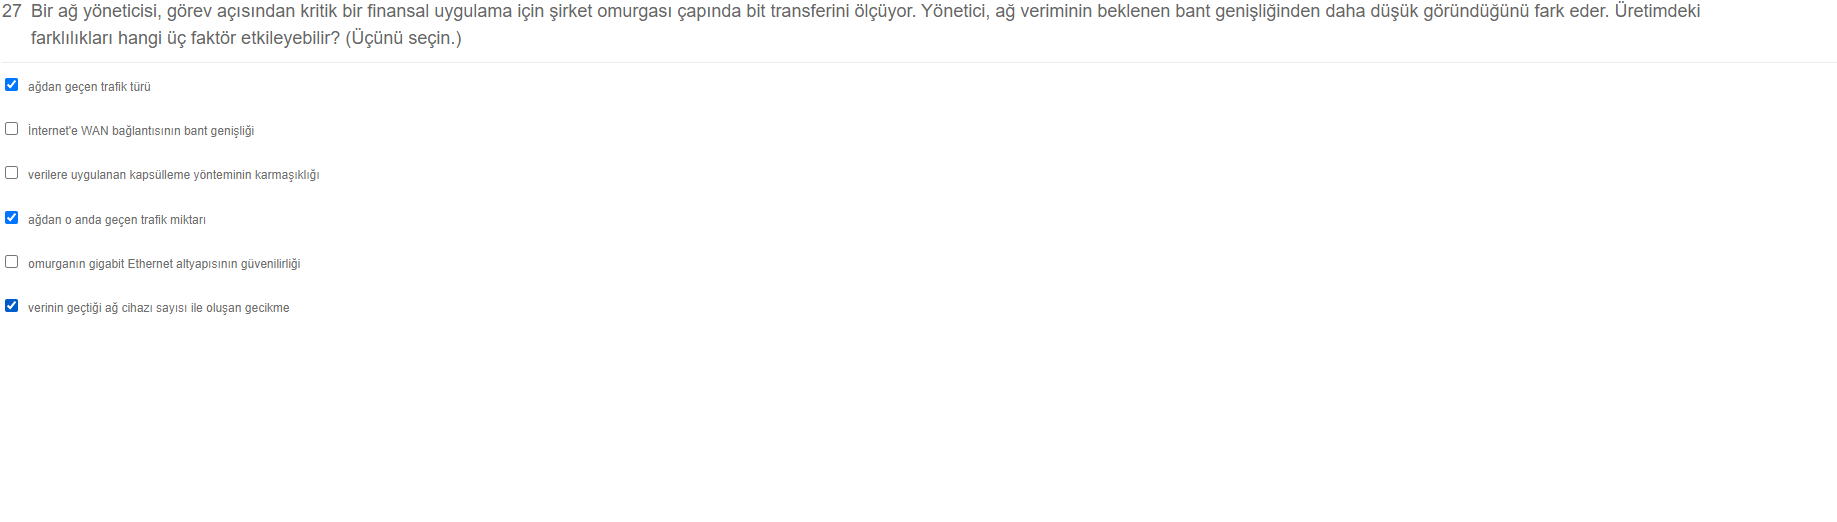 27 Bir ağ yöneticisi, görev açısından kritik bir finansal uygulama için şirket omurgası çapında bit transferini ölçüyor. Yönetici, ağ veriminin beklenen bant genişliğinden daha düşük göründüğünü fark eder. Üretimdeki
farklılıkları hangi üç faktör etkileyebilir? (Üçünü seçin.)
ağdan geçen trafik türü
İnternet'e WAN bağlantısının bant genişliği
verilere uygulanan kapsülleme yönteminin karmaşıklığı
ağdan o anda geçen trafik miktarı
omurganın gigabit Ethernet altyapısının güvenilirliği
verinin geçtiği ağ cihazı sayısı ile oluşan gecikme